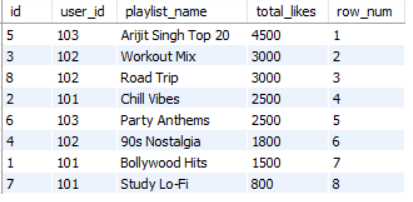 id user_id playlist_name total_likes row_num
5 103 Arijit Singh Top 20 4500 1
3 102 Workout Mix 3000 2
8 102 Road Trip 3000 3
2 101 Chill Vibes 2500 4
6 103 Party Anthems 2500 5
4 102 90s Nostalgia 1800 6
1 101 Bollywood Hits 1500 7
7 101 Study Lo-Fi 800 8